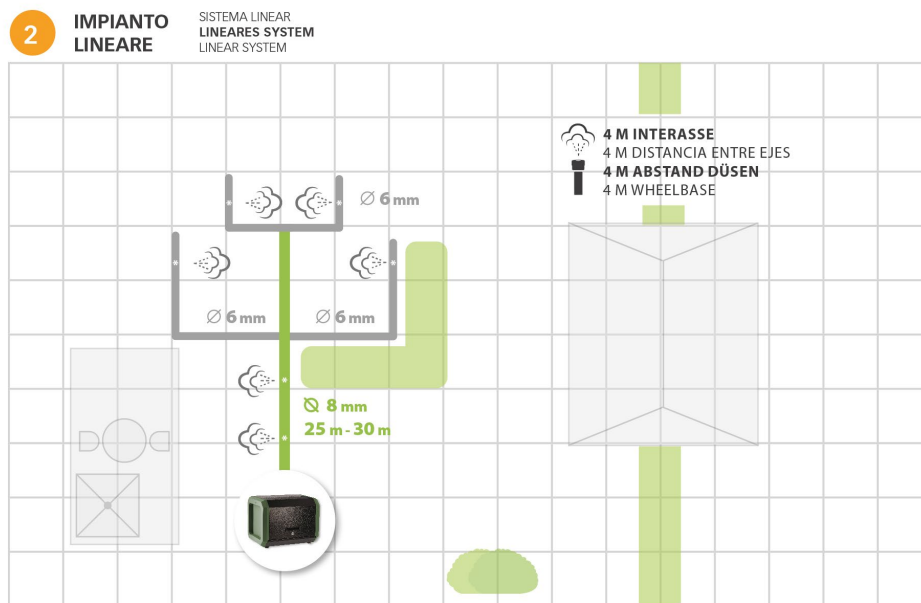 2
IMPIANTO
LINEARE
SISTEMA LINEAR
LINEARES SYSTEM
LINEAR SYSTEM
4 M INTERASSE
4 M DISTANCIA ENTRE EJES
4 M ABSTAND DÜSEN
4 M WHEELBASE
∅ 6 mm
∅ 6 mm
∅ 6 mm
∅ 8 mm
25 m - 30 m